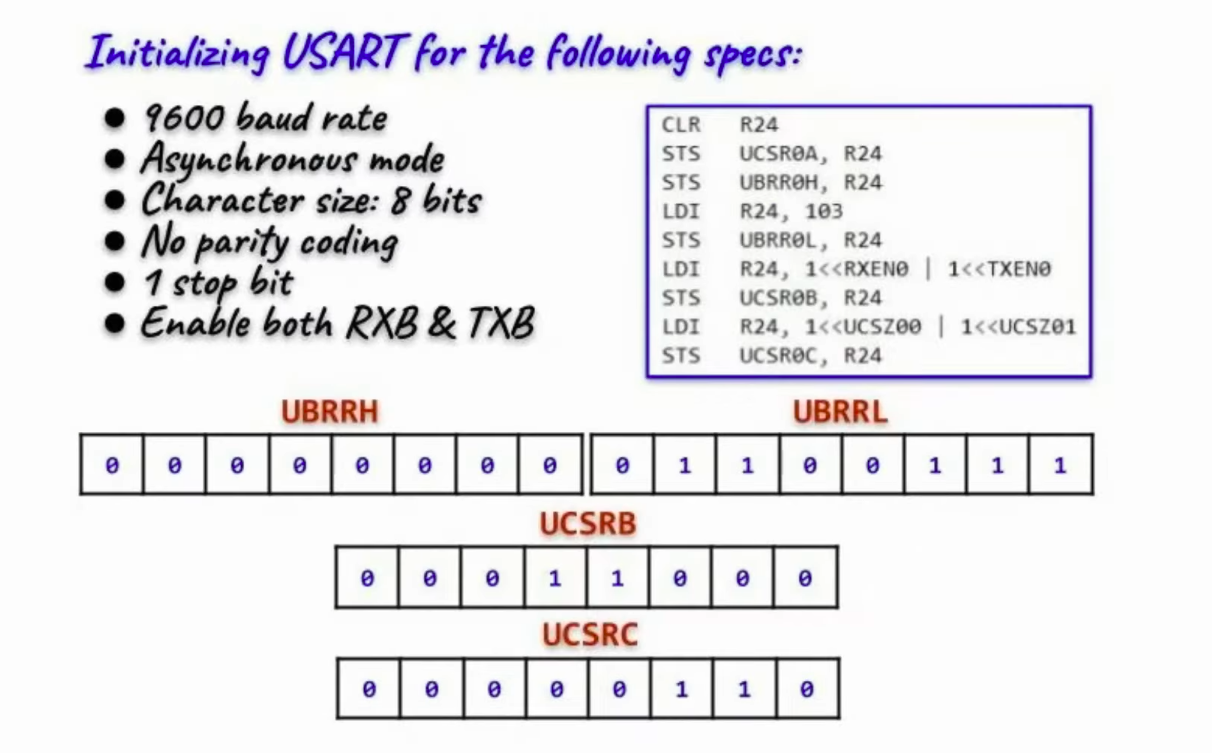 Initializing USART for the following specs:
● 9600 baud rate
● Asynchronous mode
● Character size: 8 bits
● No parity coding
● 1 stop bit
● Enable both RXB & TXB
CLR R24
STS UCSR0A, R24
STS UBRR0H, R24
LDI R24, 103
STS UBRR0L, R24
LDI R24, 1<<RXEN0 | 1<<TXEN0
STS UCSR0B, R24
LDI R24, 1<<UCSZ00 | 1<<UCSZ01
STS UCSR0C, R24
UBRRH UBRRL
0 0 0 0 0 0 0 0 0 1 1 0 0 1 1 1
UCSRB
0 0 0 1 1 0 0 0
UCSRC
0 0 0 0 0 1 1 0